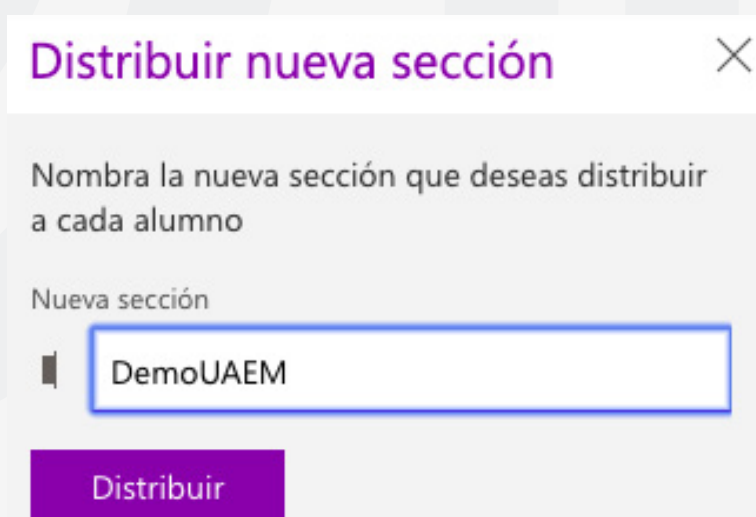 Distribuir nueva sección
Nombra la nueva sección que deseas distribuir
a cada alumno
Nueva sección
DemoUAEM
Distribuir